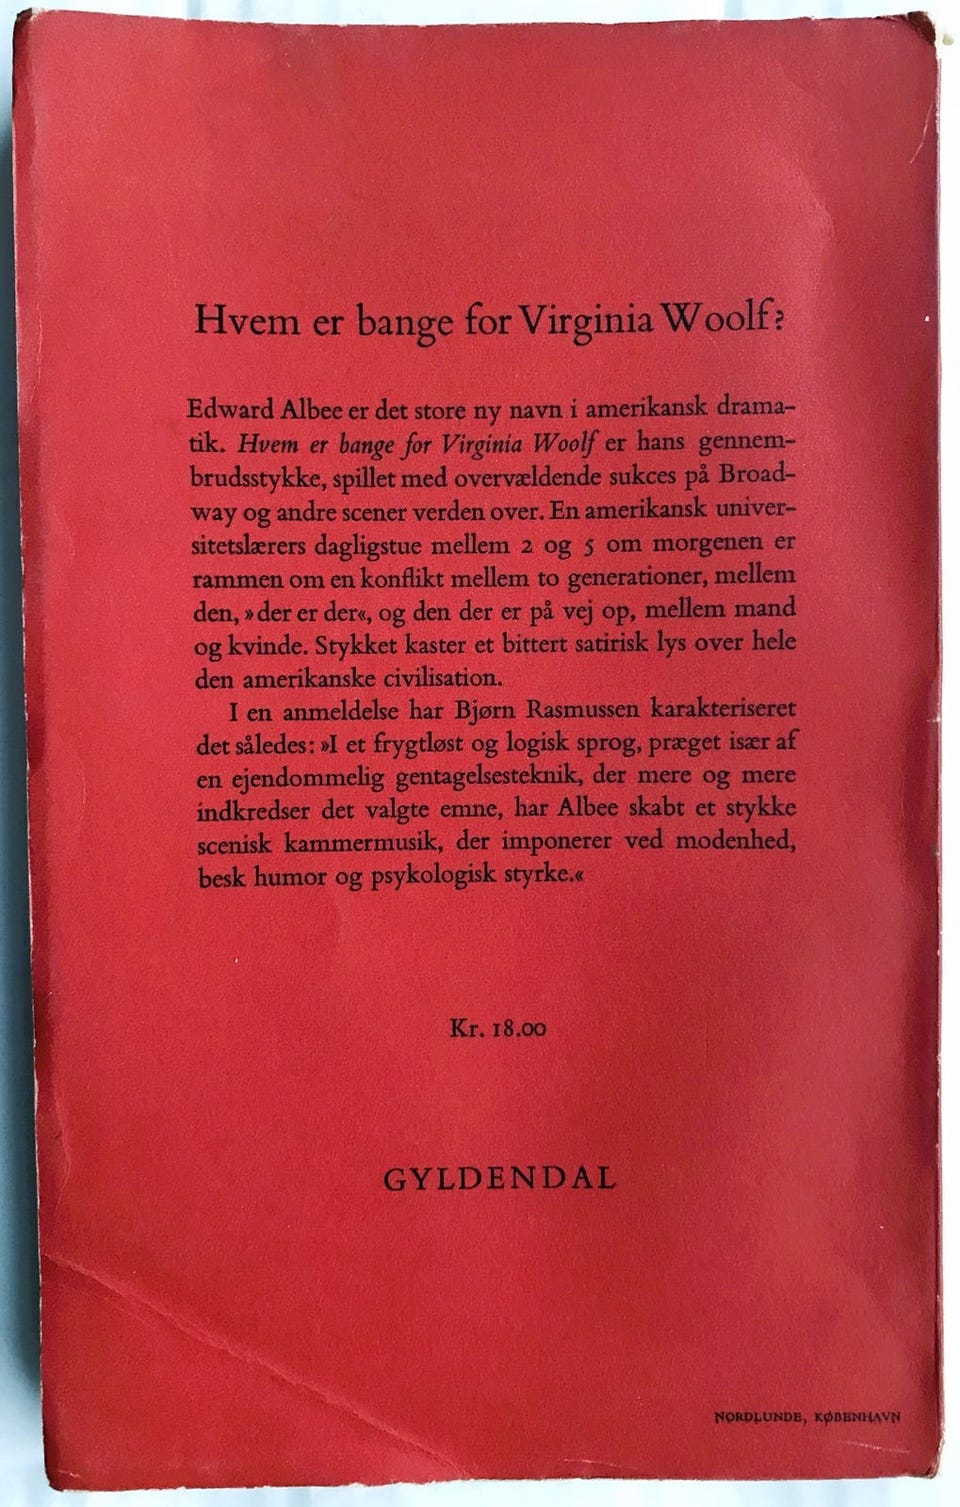 Hvem er bange for Virginia Woolf?
Edward Albee er det store ny navn i amerikansk drama-
tik. Hvem er bange for Virginia Woolf er hans gennem-
brudsstykke, spillet med overvældende sukces på Broad-
way og andre scener verden over. En amerikansk univer-
sitetslærers dagligstue mellem 2 og 5 om morgenen er
rammen om en konflikt mellem to generationer, mellem
den, »der er der«, og den der er på vej op, mellem mand
og kvinde. Stykket kaster et bittert satirisk lys over hele
den amerikanske civilisation.
I en anmeldelse har Bjørn Rasmussen karakteriseret
det således: »I et frygtløst og logisk sprog, præget især af
en ejendommelig gentagelsesteknik, der mere og mere
indkredser det valgte emne, har Albee skabt et stykke
scenisk kammermusik, der imponerer ved modenhed,
besk humor og psykologisk styrke.«
Kr. 18.00
GYLDENDAL
NORDLUNDE, KØBENHAVN